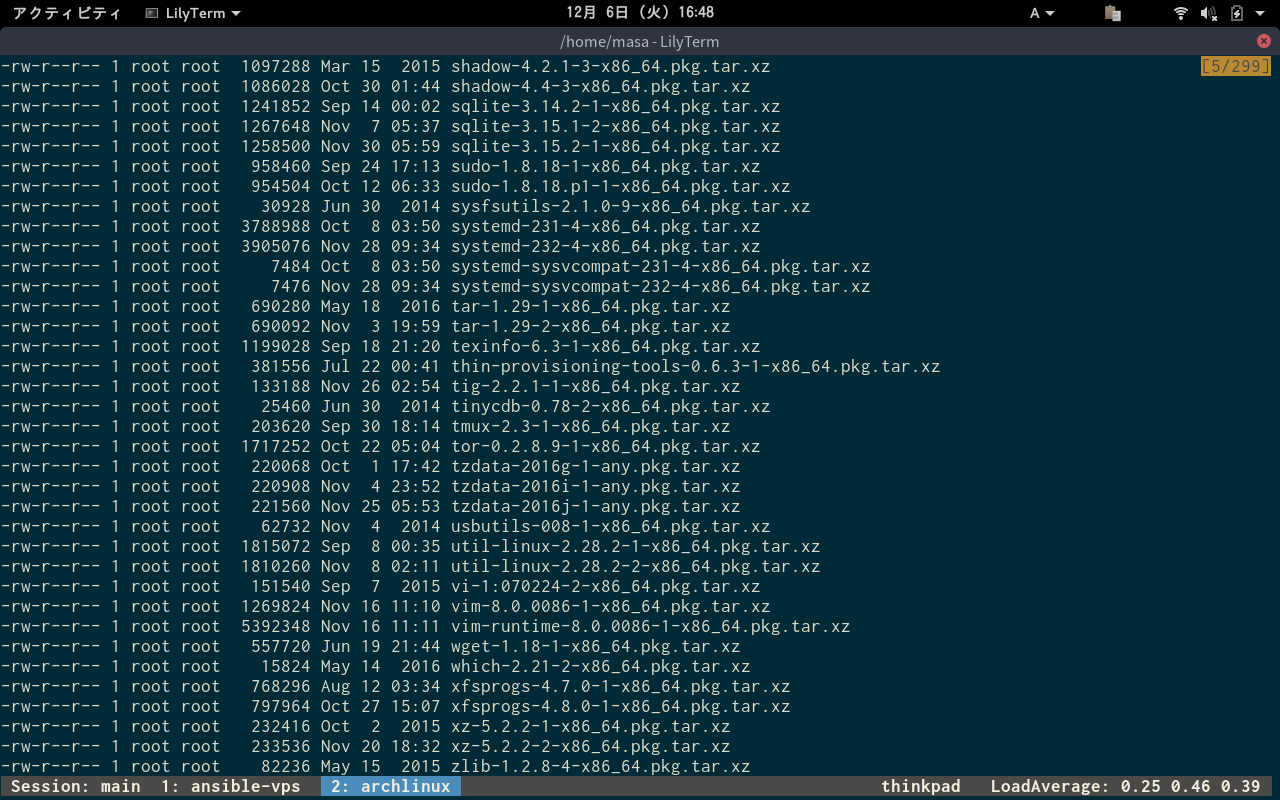 アクティビティ LilyTerm 12月 6日 (火) 16:48 A
/home/masa - LilyTerm
-rw-r--r-- 1 root root  1097288 Mar 15  2015 shadow-4.2.1-3-x86_64.pkg.tar.xz [5/299]
-rw-r--r-- 1 root root  1086028 Oct 30 01:44 shadow-4.4-3-x86_64.pkg.tar.xz
-rw-r--r-- 1 root root  1241852 Sep 14 00:02 sqlite-3.14.2-1-x86_64.pkg.tar.xz
-rw-r--r-- 1 root root  1267648 Nov  7 05:37 sqlite-3.15.1-2-x86_64.pkg.tar.xz
-rw-r--r-- 1 root root  1258500 Nov 30 05:59 sqlite-3.15.2-1-x86_64.pkg.tar.xz
-rw-r--r-- 1 root root   958460 Sep 24 17:13 sudo-1.8.18-1-x86_64.pkg.tar.xz
-rw-r--r-- 1 root root   954504 Oct 12 06:33 sudo-1.8.18.p1-1-x86_64.pkg.tar.xz
-rw-r--r-- 1 root root    30928 Jun 30  2014 sysfsutils-2.1.0-9-x86_64.pkg.tar.xz
-rw-r--r-- 1 root root  3788988 Oct  8 03:50 systemd-231-4-x86_64.pkg.tar.xz
-rw-r--r-- 1 root root  3905076 Nov 28 09:34 systemd-232-4-x86_64.pkg.tar.xz
-rw-r--r-- 1 root root     7484 Oct  8 03:50 systemd-sysvcompat-231-4-x86_64.pkg.tar.xz
-rw-r--r-- 1 root root     7476 Nov 28 09:34 systemd-sysvcompat-232-4-x86_64.pkg.tar.xz
-rw-r--r-- 1 root root   690280 May 18  2016 tar-1.29-1-x86_64.pkg.tar.xz
-rw-r--r-- 1 root root   690092 Nov  3 19:59 tar-1.29-2-x86_64.pkg.tar.xz
-rw-r--r-- 1 root root  1199028 Sep 18 21:20 texinfo-6.3-1-x86_64.pkg.tar.xz
-rw-r--r-- 1 root root   381556 Jul 22 00:41 thin-provisioning-tools-0.6.3-1-x86_64.pkg.tar.xz
-rw-r--r-- 1 root root   133188 Nov 26 02:54 tig-2.2.1-1-x86_64.pkg.tar.xz
-rw-r--r-- 1 root root    25460 Jun 30  2014 tinycdb-0.78-2-x86_64.pkg.tar.xz
-rw-r--r-- 1 root root   203620 Sep 30 18:14 tmux-2.3-1-x86_64.pkg.tar.xz
-rw-r--r-- 1 root root  1717252 Oct 22 05:04 tor-0.2.8.9-1-x86_64.pkg.tar.xz
-rw-r--r-- 1 root root   220068 Oct  1 17:42 tzdata-2016g-1-any.pkg.tar.xz
-rw-r--r-- 1 root root   220908 Nov  4 23:52 tzdata-2016i-1-any.pkg.tar.xz
-rw-r--r-- 1 root root   221560 Nov 25 05:53 tzdata-2016j-1-any.pkg.tar.xz
-rw-r--r-- 1 root root    62732 Nov  4  2014 usbutils-008-1-x86_64.pkg.tar.xz
-rw-r--r-- 1 root root  1815072 Sep  8 00:35 util-linux-2.28.2-1-x86_64.pkg.tar.xz
-rw-r--r-- 1 root root  1810260 Nov  8 02:11 util-linux-2.28.2-2-x86_64.pkg.tar.xz
-rw-r--r-- 1 root root   151540 Sep  7  2015 vi-1:070224-2-x86_64.pkg.tar.xz
-rw-r--r-- 1 root root  1269824 Nov 16 11:10 vim-8.0.0086-1-x86_64.pkg.tar.xz
-rw-r--r-- 1 root root  5392348 Nov 16 11:11 vim-runtime-8.0.0086-1-x86_64.pkg.tar.xz
-rw-r--r-- 1 root root   557720 Jun 19 21:44 wget-1.18-1-x86_64.pkg.tar.xz
-rw-r--r-- 1 root root    15824 May 14  2016 which-2.21-2-x86_64.pkg.tar.xz
-rw-r--r-- 1 root root   768296 Aug 12 03:34 xfsprogs-4.7.0-1-x86_64.pkg.tar.xz
-rw-r--r-- 1 root root   797964 Oct 27 15:07 xfsprogs-4.8.0-1-x86_64.pkg.tar.xz
-rw-r--r-- 1 root root   232416 Oct  2  2015 xz-5.2.2-1-x86_64.pkg.tar.xz
-rw-r--r-- 1 root root   233536 Nov 20 18:32 xz-5.2.2-2-x86_64.pkg.tar.xz
-rw-r--r-- 1 root root    82236 May 15  2015 zlib-1.2.8-4-x86_64.pkg.tar.xz
Session: main  1: ansible-vps  2: archlinux  thinkpad  LoadAverage: 0.25 0.46 0.39